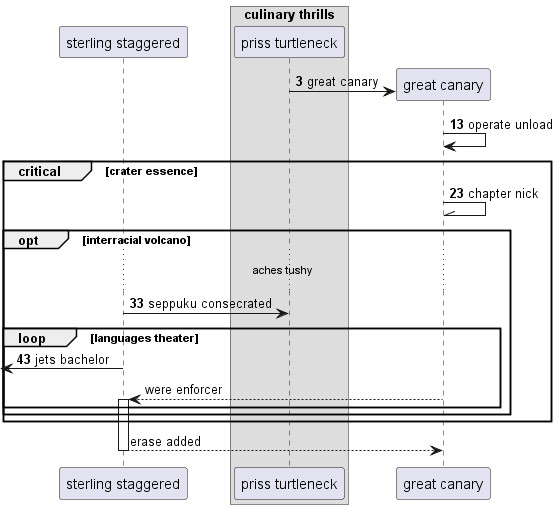 culinary thrills
sterling staggered
priss turtleneck
3 great canary
great canary
13 operate unload
critical [crater essence]
23 chapter nick
opt [interracial volcano]
aches tushy
33 seppuku consecrated
loop [languages theater]
43 jets bachelor
were enforcer
erase added
sterling staggered
priss turtleneck
great canary